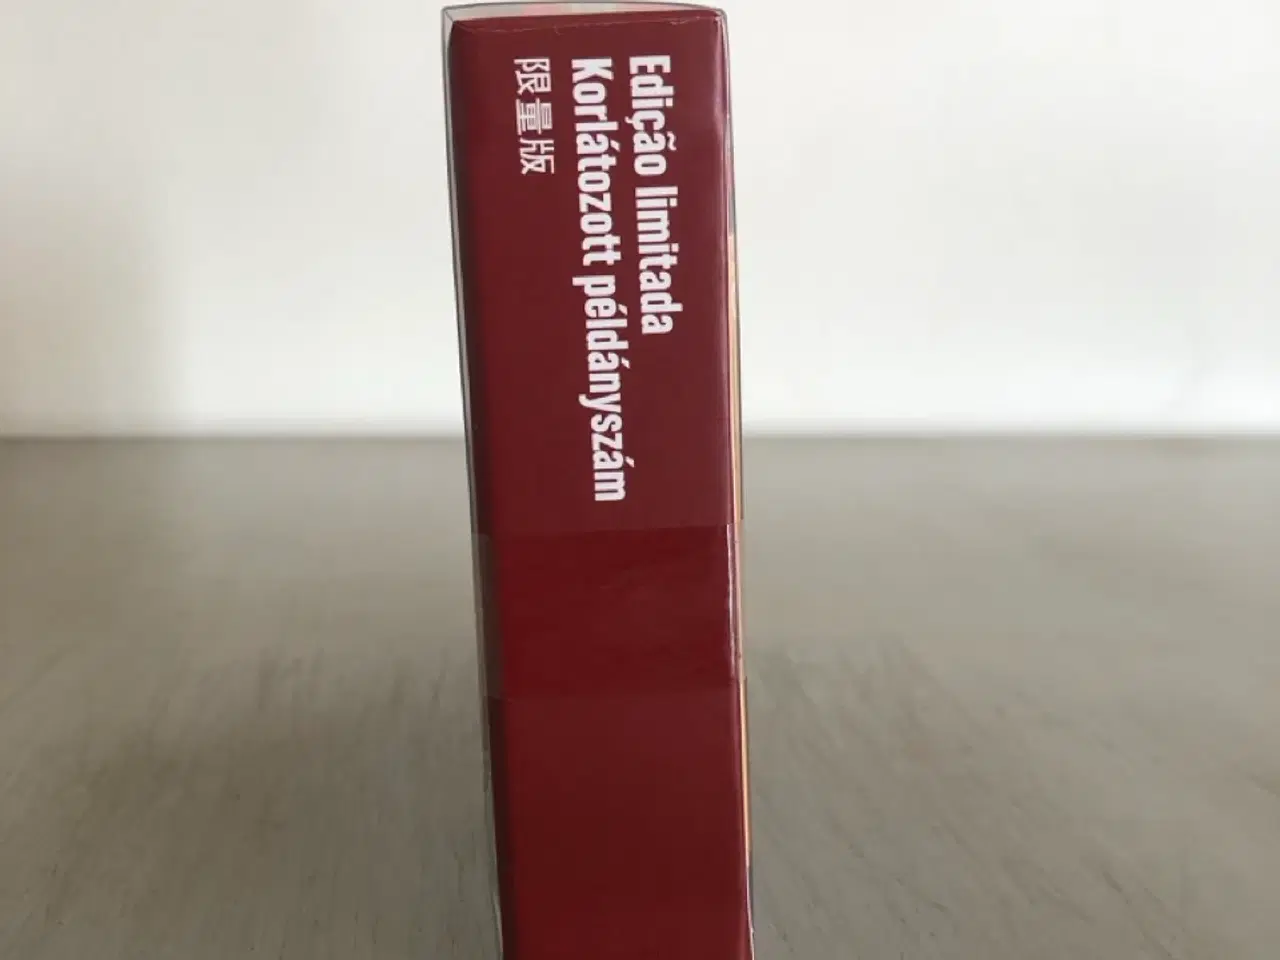 Edição limitada
Korlátozott példányszám
限量版